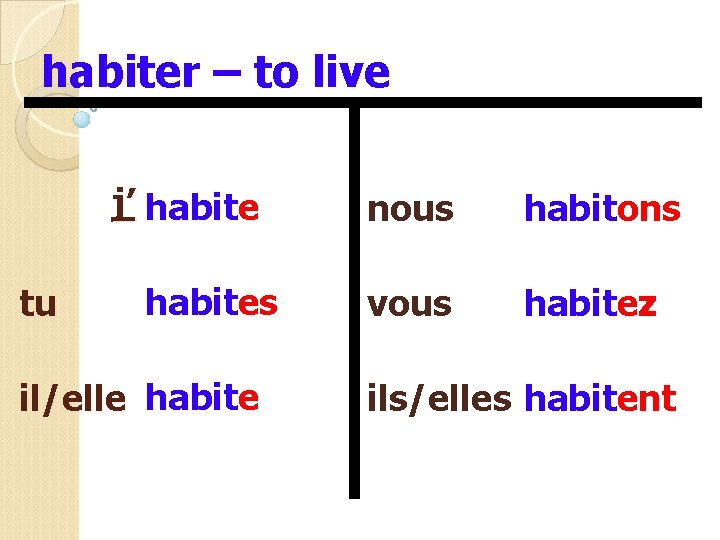 habiter – to live
j’ habite nous habitons
tu habites vous habitez
il/elle habite ils/elles habitent